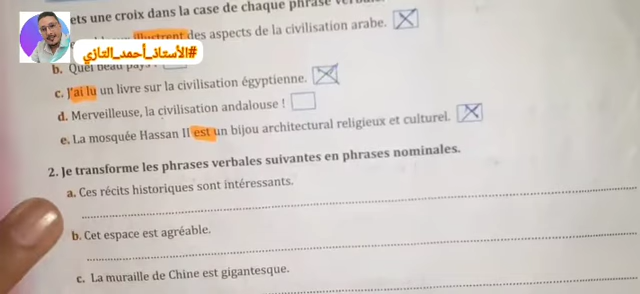 ets une croix dans la case de chaque phrase
illustrent des aspects de la civilisation arabe.
#الأستاذ_أحمد_التازي
b. Quel beau pays
c. J'ai lu un livre sur la civilisation égyptienne.
d. Merveilleuse, la civilisation andalouse !
e. La mosquée Hassan II est un bijou architectural religieux et culturel.
2. Je transforme les phrases verbales suivantes en phrases nominales.
a. Ces récits historiques sont intéressants.
b. Cet espace est agréable.
c. La muraille de Chine est gigantesque.